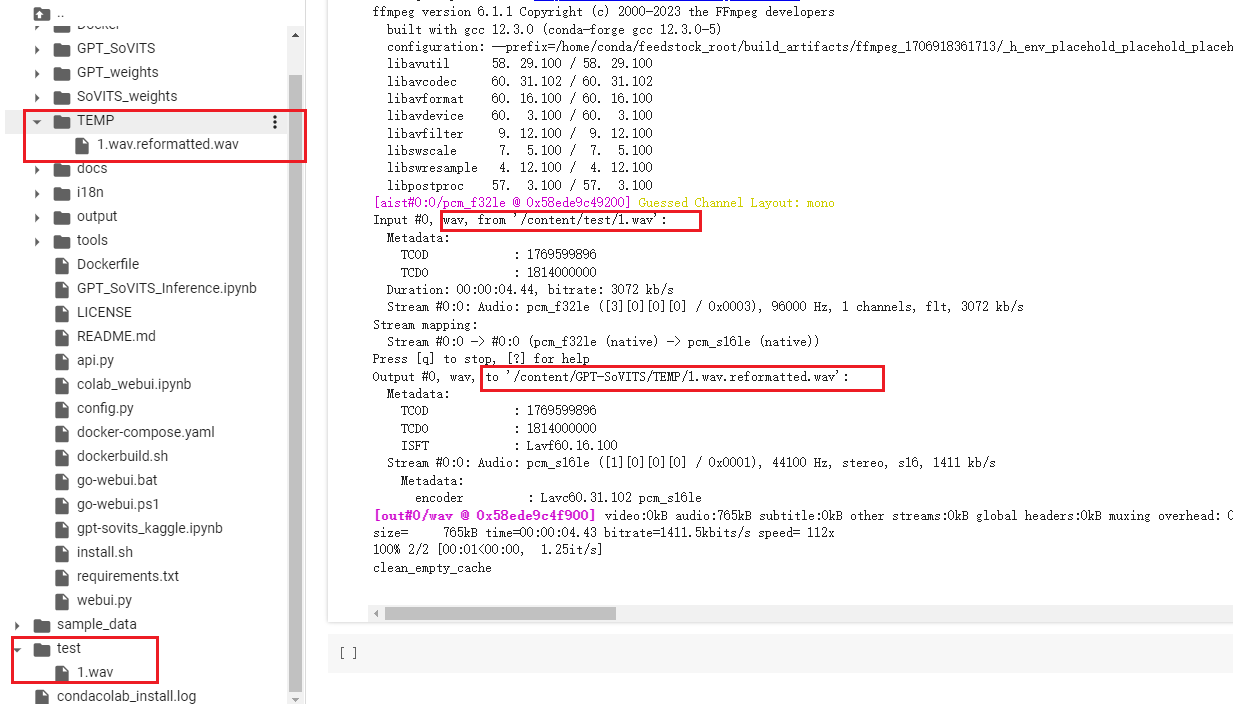 ..
Docker
GPT_SoVITS
GPT_weights
SoVITS_weights
TEMP
1.wav.reformatted.wav
docs
i18n
output
tools
Dockerfile
GPT_SoVITS_Inference.ipynb
LICENSE
README.md
api.py
colab_webui.ipynb
config.py
docker-compose.yaml
dockerbuild.sh
go-webui.bat
go-webui.ps1
gpt-sovits_kaggle.ipynb
install.sh
requirements.txt
webui.py
sample_data
test
1.wav
condacolab_install.log
ffmpeg version 6.1.1 Copyright (c) 2000-2023 the FFmpeg developers
built with gcc 12.3.0 (conda-forge gcc 12.3.0-5)
configuration: --prefix=/home/conda/feedstock_root/build_artifacts/ffmpeg_1706918361713/_h_env_placehold_placehold_placeh
libavutil 58. 29.100 / 58. 29.100
libavcodec 60. 31.102 / 60. 31.102
libavformat 60. 16.100 / 60. 16.100
libavdevice 60. 3.100 / 60. 3.100
libavfilter 9. 12.100 / 9. 12.100
libswscale 7. 5.100 / 7. 5.100
libswresample 4. 12.100 / 4. 12.100
libpostproc 57. 3.100 / 57. 3.100
[aist#0:0/pcm_f32le @ 0x58ede9c49200] Guessed Channel Layout: mono
Input #0, wav, from '/content/test/1.wav':
Metadata:
TCOD : 1769599896
TCDO : 1814000000
Duration: 00:00:04.44, bitrate: 3072 kb/s
Stream #0:0: Audio: pcm_f32le ([3][0][0][0] / 0x0003), 96000 Hz, 1 channels, flt, 3072 kb/s
Stream mapping:
Stream #0:0 -> #0:0 (pcm_f32le (native) -> pcm_s16le (native))
Press [q] to stop, [?] for help
Output #0, wav, to '/content/GPT-SoVITS/TEMP/1.wav.reformatted.wav':
Metadata:
TCOD : 1769599896
TCDO : 1814000000
ISFT : Lavf60.16.100
Stream #0:0: Audio: pcm_s16le ([1][0][0][0] / 0x0001), 44100 Hz, stereo, s16, 1411 kb/s
Metadata:
encoder : Lavc60.31.102 pcm_s16le
[out#0/wav @ 0x58ede9c4f900] video:0kB audio:765kB subtitle:0kB other streams:0kB global headers:0kB muxing overhead: 0
size= 765kB time=00:00:04.43 bitrate=1411.5kbits/s speed= 112x
100% 2/2 [00:01<00:00, 1.25it/s]
clean_empty_cache
[ ]